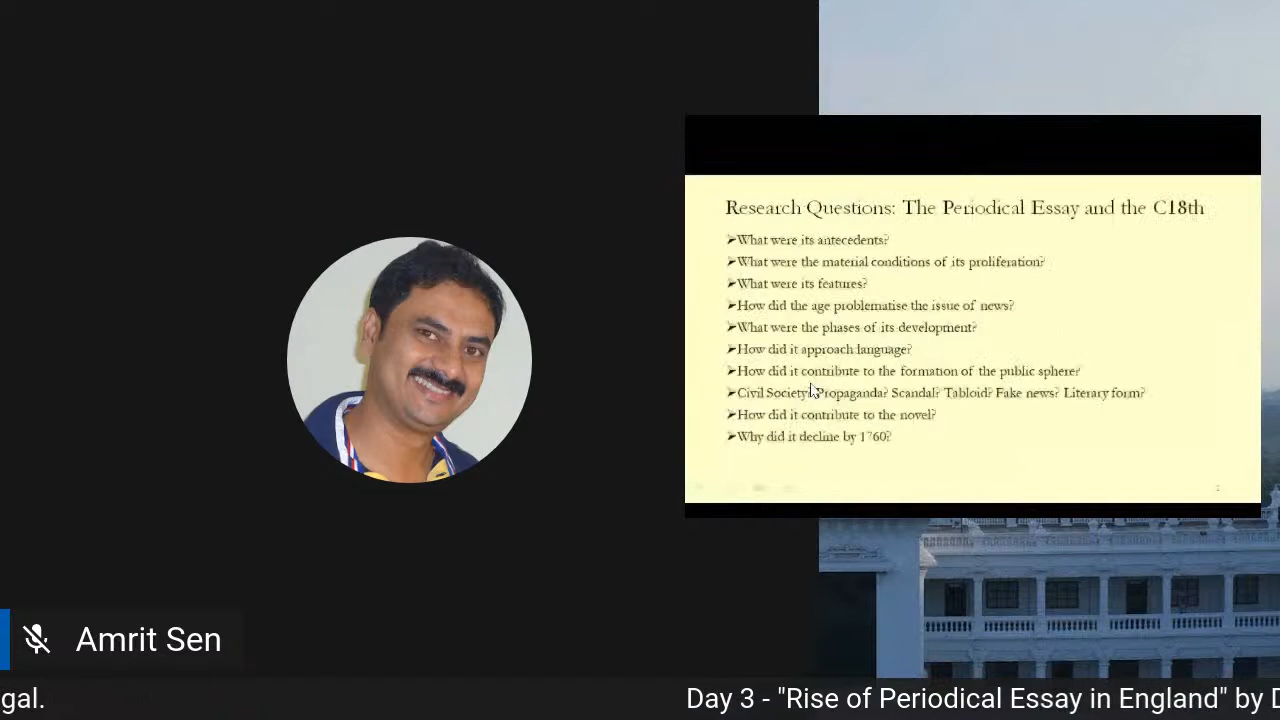 Research Questions: The Periodical Essay and the C18th
➤What were its antecedents?
➤What were the material conditions of its proliferation?
➤What were its features?
➤How did the age problematise the issue of news?
➤What were the phases of its development?
➤How did it approach language?
➤How did it contribute to the formation of the public sphere?
➤Civil Society? Propaganda? Scandal? Tabloid? Fake news? Literary form?
➤How did it contribute to the novel?
➤Why did it decline by 1760?
Amrit Sen
gal.
Day 3 - "Rise of Periodical Essay in England" by D